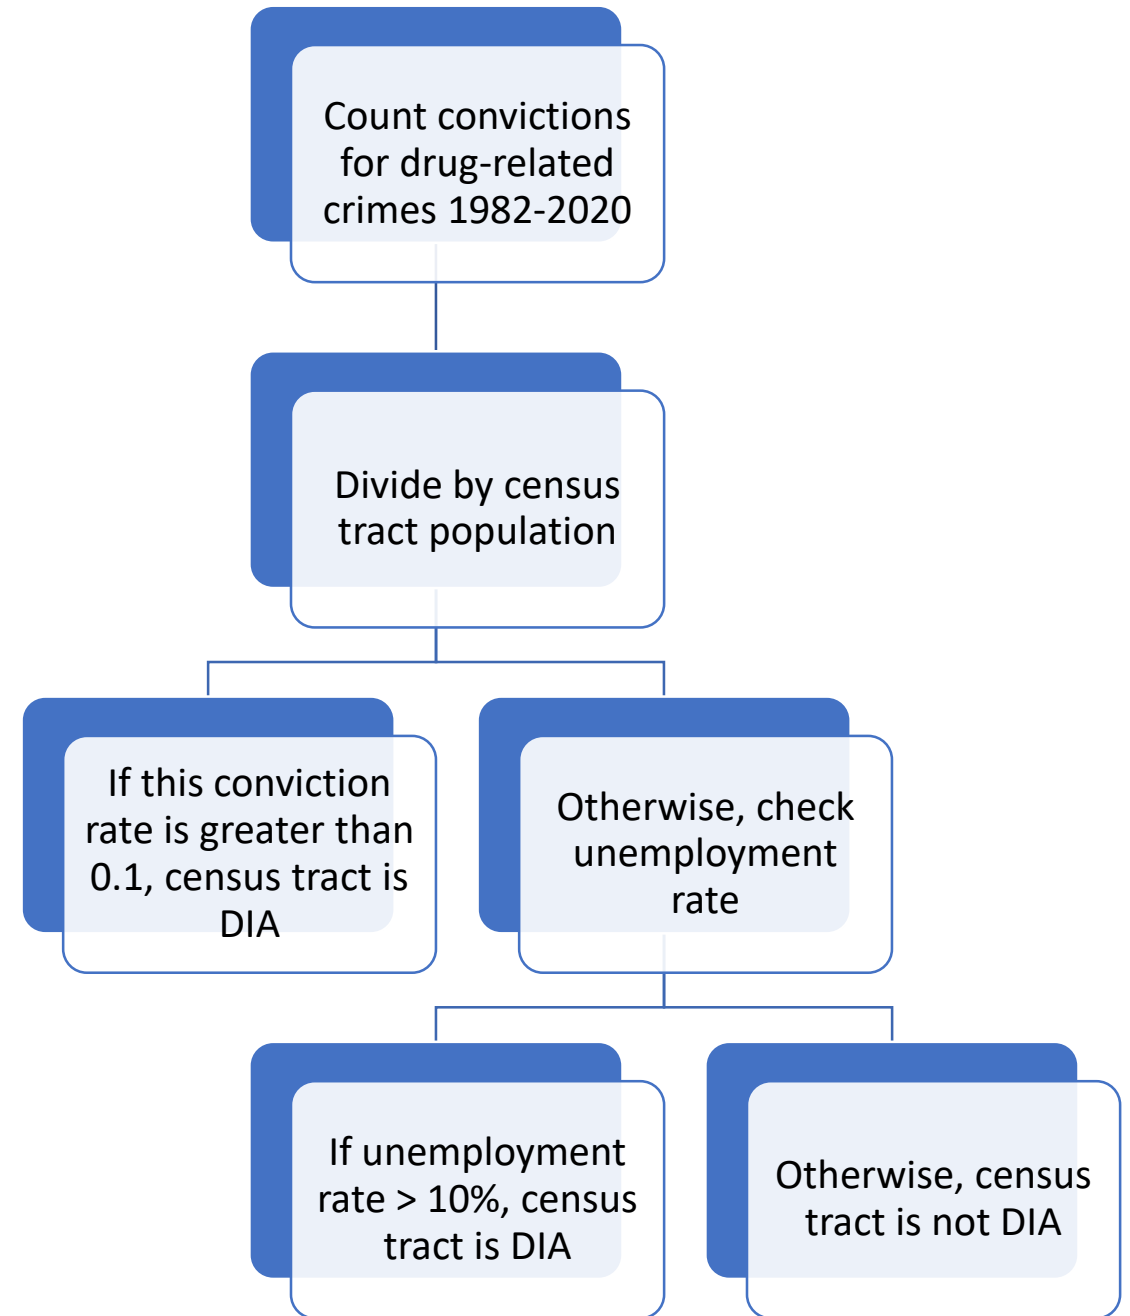 Count convictions
for drug-related
crimes 1982-2020
Divide by census
tract population
If this conviction
rate is greater than
0.1, census tract is
DIA
Otherwise, check
unemployment
rate
If unemployment
rate > 10%, census
tract is DIA
Otherwise, census
tract is not DIA